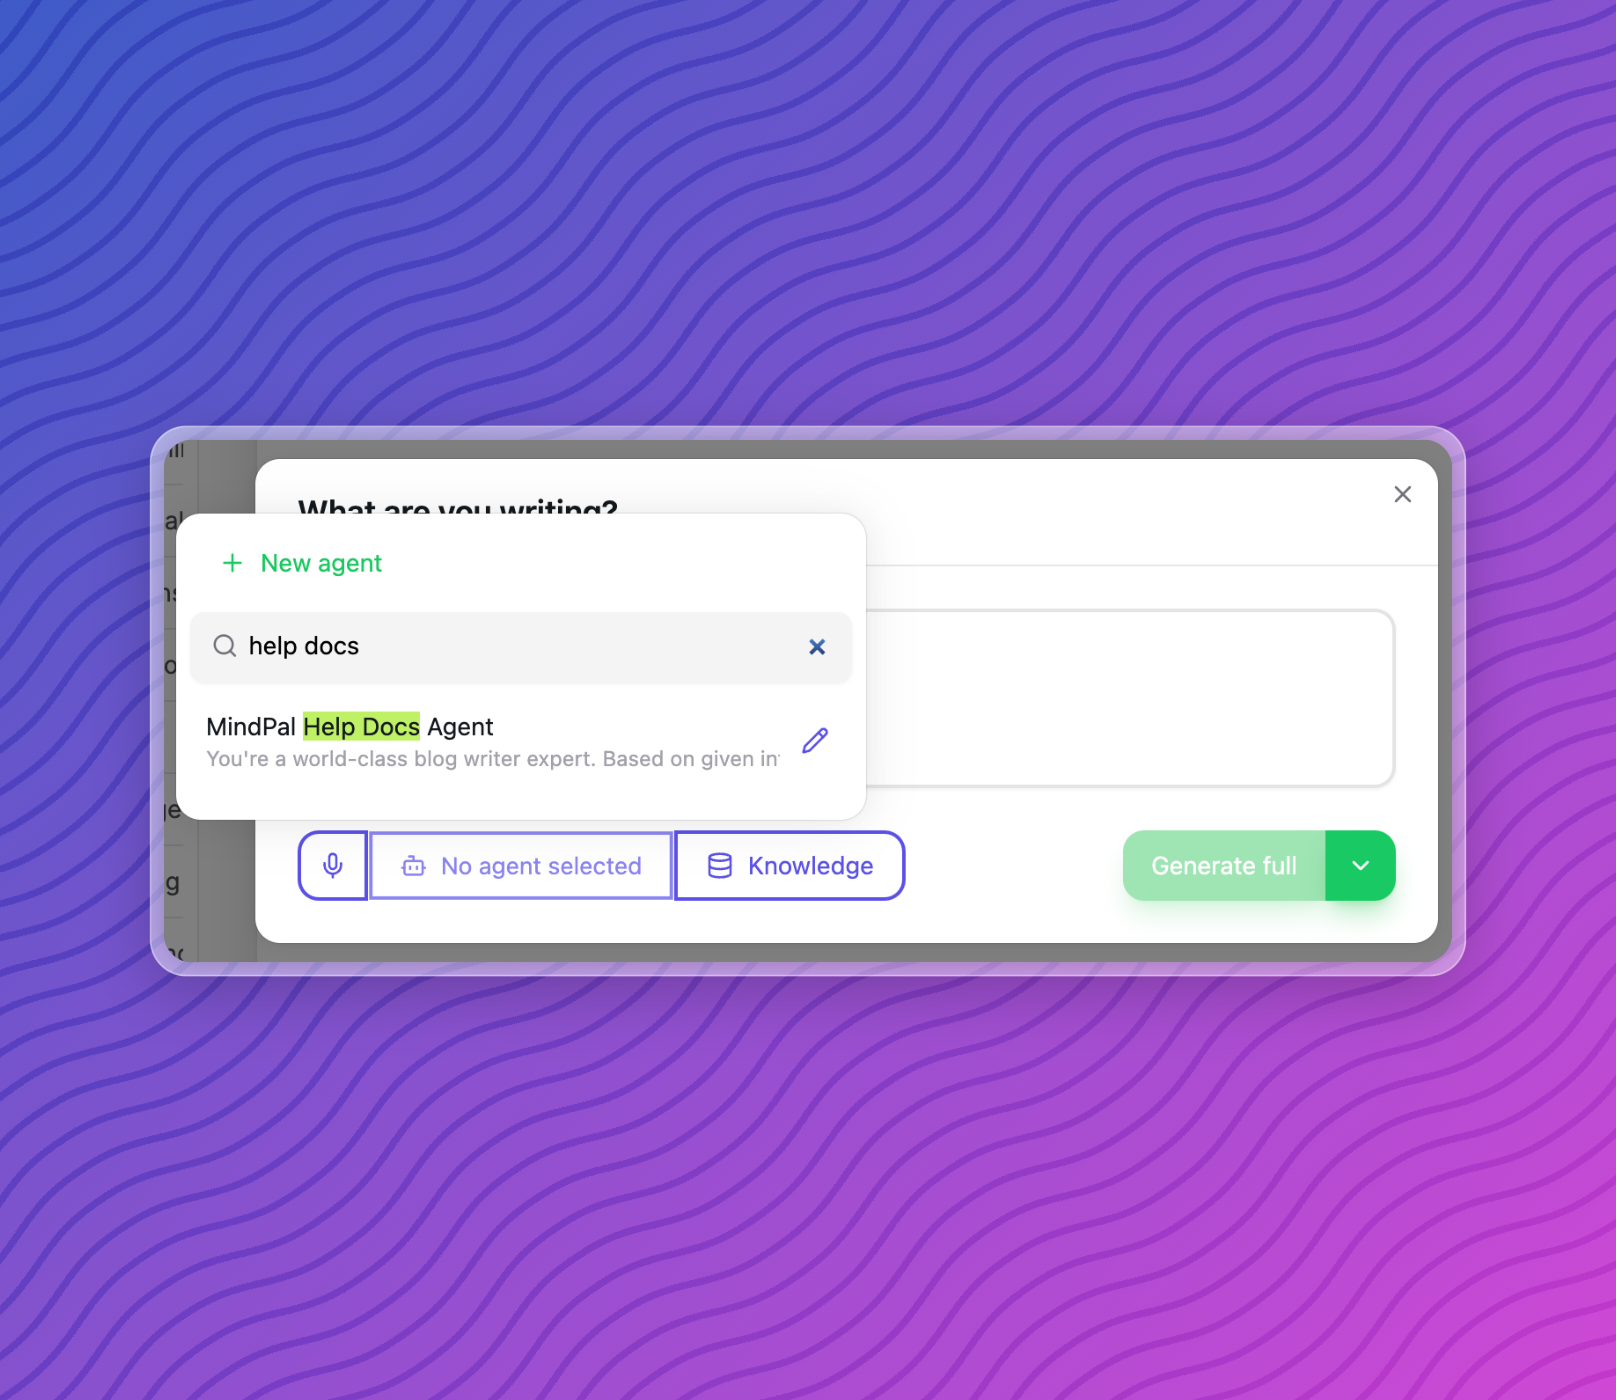 What are you writing?
New agent
help docs
MindPal Help Docs Agent
You're a world-class blog writer expert. Based on given in
No agent selected
Knowledge
Generate full